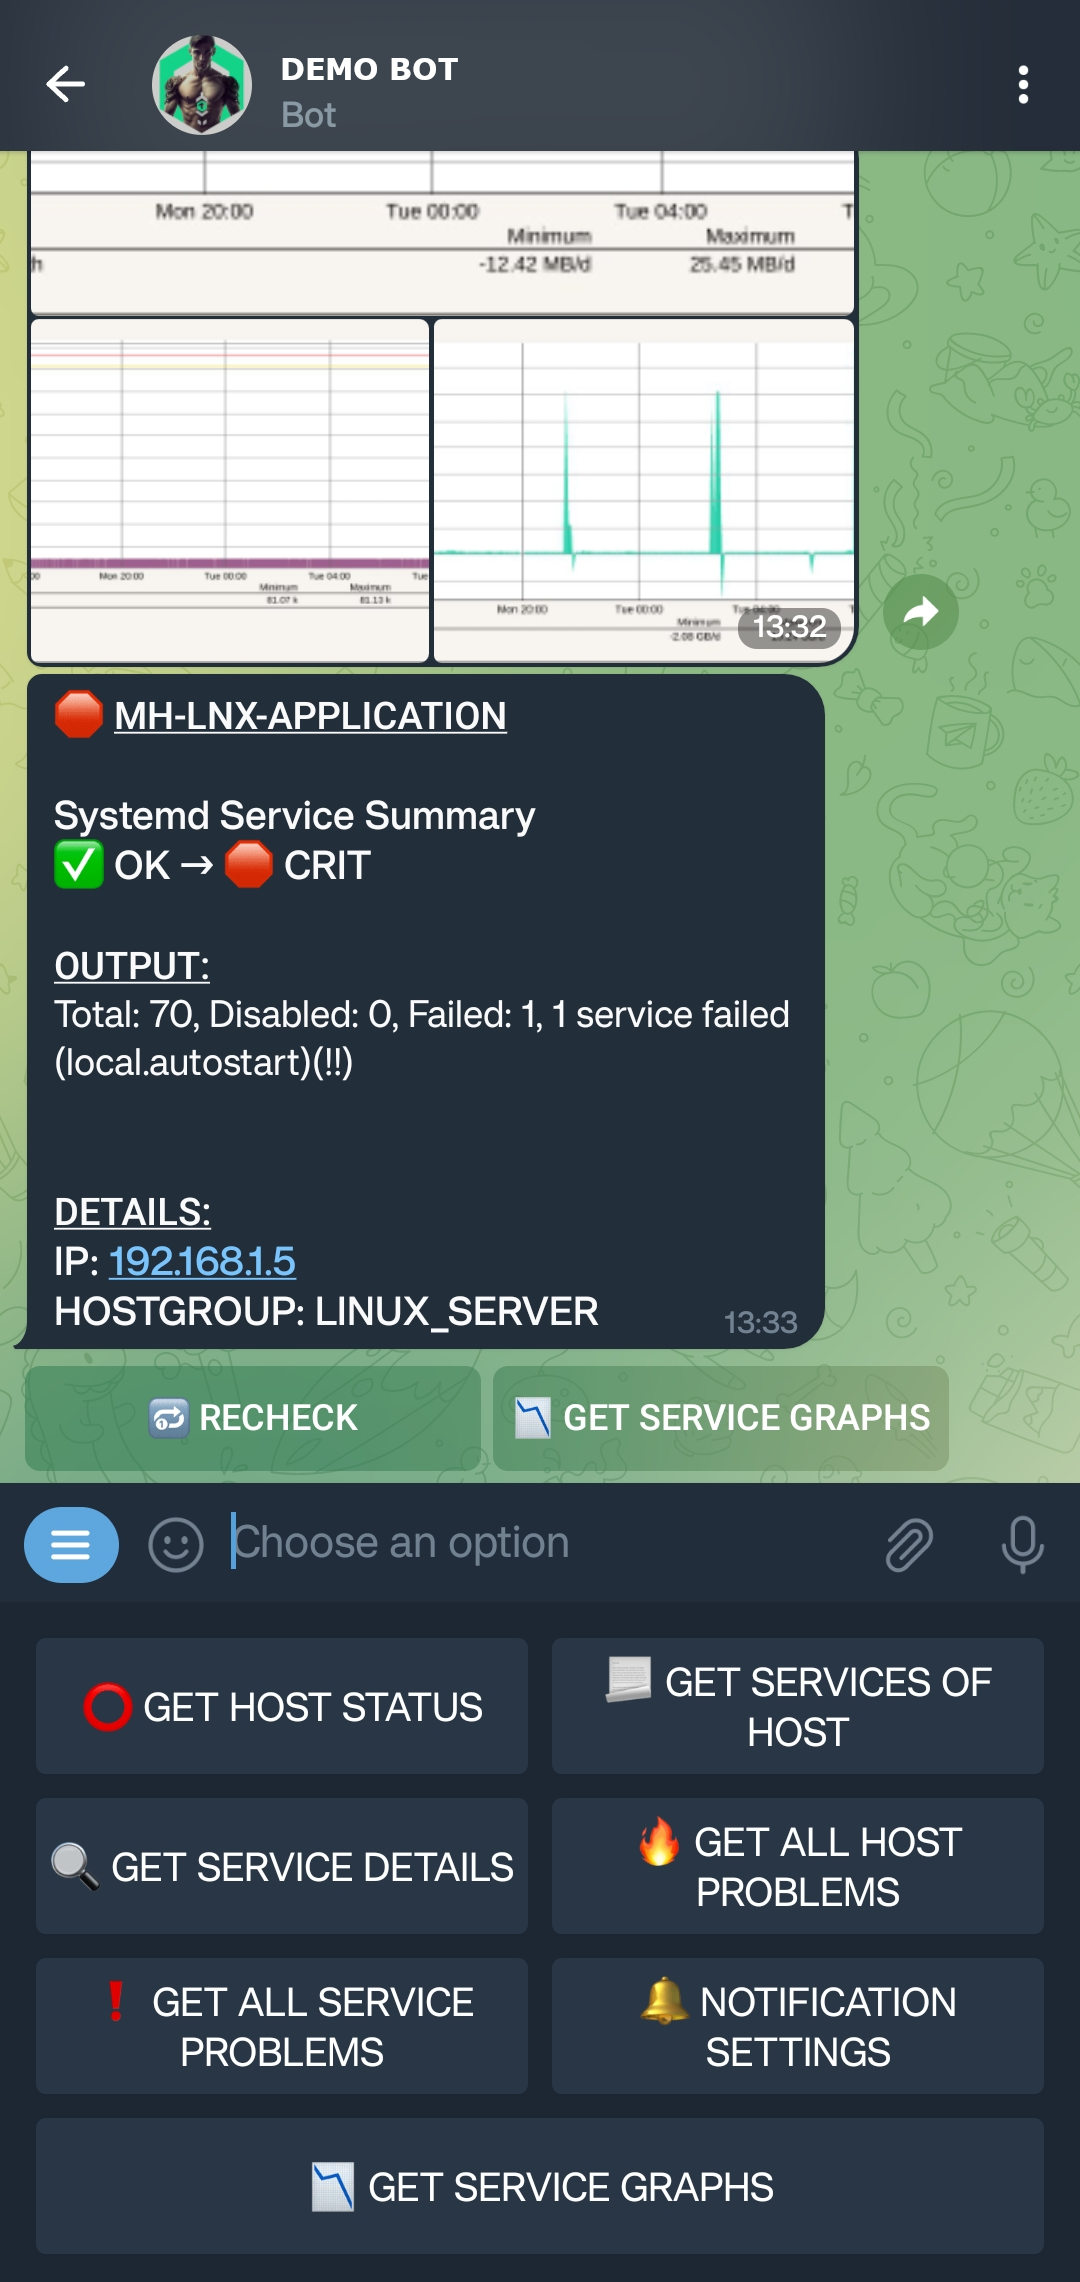 DEMO BOT
Bot
Mon 20:00 Tue 00:00 Tue 04:00 T
Minimum Maximum
h -12.42 MB/d 25.45 MB/d
Mon 20:00 Tue 00:00 Tue 04:00 Tue
Minimum Maximum
81.07 k 81.13 k
Mon 20:00 Tue 00:00 Tue 04:00
Minimum
-2.08 GB/d
13:32
MH-LNX-APPLICATION
Systemd Service Summary
OK → CRIT
OUTPUT:
Total: 70, Disabled: 0, Failed: 1, 1 service failed
(local.autostart)(!!)
DETAILS:
IP: 192.168.1.5
HOSTGROUP: LINUX_SERVER
13:33
RECHECK
GET SERVICE GRAPHS
Choose an option
GET HOST STATUS
GET SERVICES OF
HOST
GET SERVICE DETAILS
GET ALL HOST
PROBLEMS
GET ALL SERVICE
PROBLEMS
NOTIFICATION
SETTINGS
GET SERVICE GRAPHS